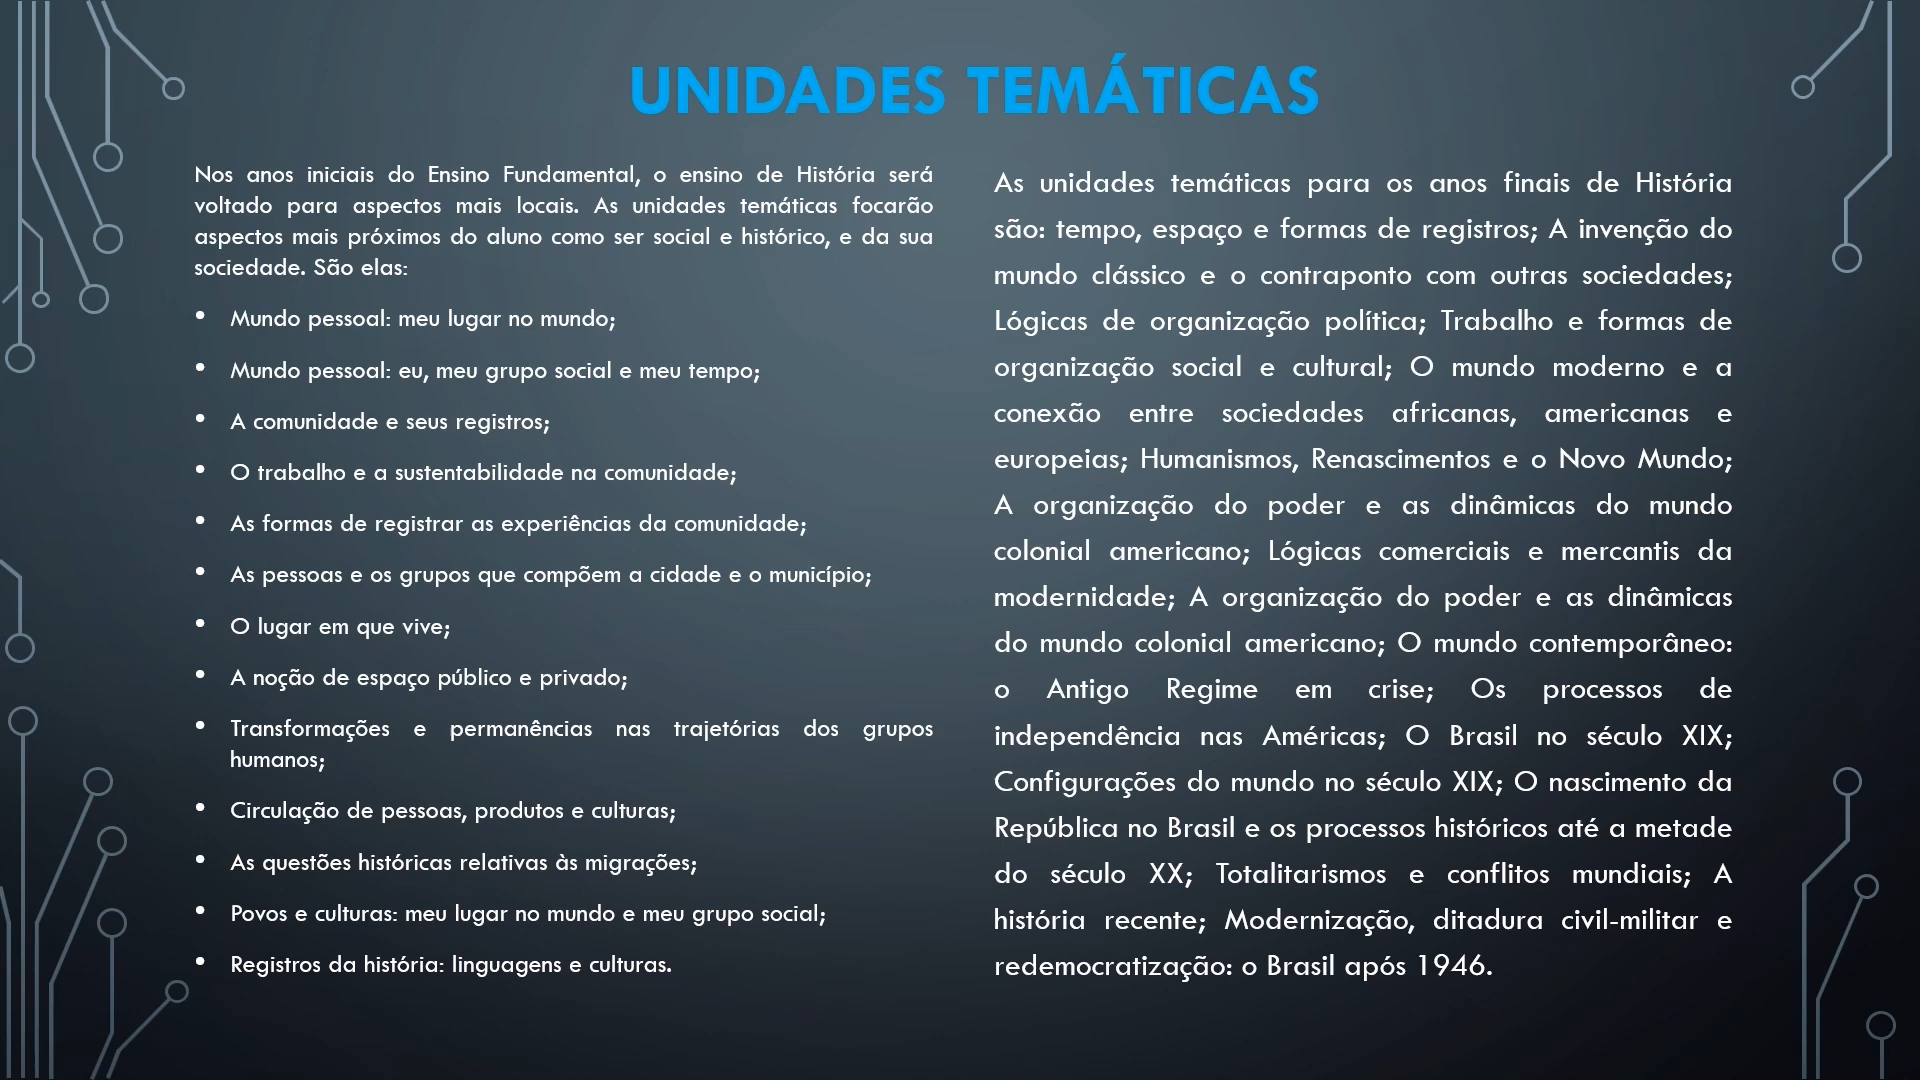 UNIDADES TEMÁTICAS
Nos anos iniciais do Ensino Fundamental, o ensino de História será
voltado para aspectos mais locais. As unidades temáticas focarão
aspectos mais próximos do aluno como ser social e histórico, e da sua
sociedade. São elas:
• Mundo pessoal: meu lugar no mundo;
• Mundo pessoal: eu, meu grupo social e meu tempo;
• A comunidade e seus registros;
• O trabalho e a sustentabilidade na comunidade;
• As formas de registrar as experiências da comunidade;
• As pessoas e os grupos que compõem a cidade e o município;
• O lugar em que vive;
• A noção de espaço público e privado;
• Transformações e permanências nas trajetórias dos grupos
humanos;
• Circulação de pessoas, produtos e culturas;
• As questões históricas relativas às migrações;
• Povos e culturas: meu lugar no mundo e meu grupo social;
• Registros da história: linguagens e culturas.
As unidades temáticas para os anos finais de História
são: tempo, espaço e formas de registros; A invenção do
mundo clássico e o contraponto com outras sociedades;
Lógicas de organização política; Trabalho e formas de
organização social e cultural; O mundo moderno e a
conexão entre sociedades africanas, americanas e
europeias; Humanismos, Renascimentos e o Novo Mundo;
A organização do poder e as dinâmicas do mundo
colonial americano; Lógicas comerciais e mercantis da
modernidade; A organização do poder e as dinâmicas
do mundo colonial americano; O mundo contemporâneo:
o Antigo Regime em crise; Os processos de
independência nas Américas; O Brasil no século XIX;
Configurações do mundo no século XIX; O nascimento da
República no Brasil e os processos históricos até a metade
do século XX; Totalitarismos e conflitos mundiais; A
história recente; Modernização, ditadura civil-militar e
redemocratização: o Brasil após 1946.